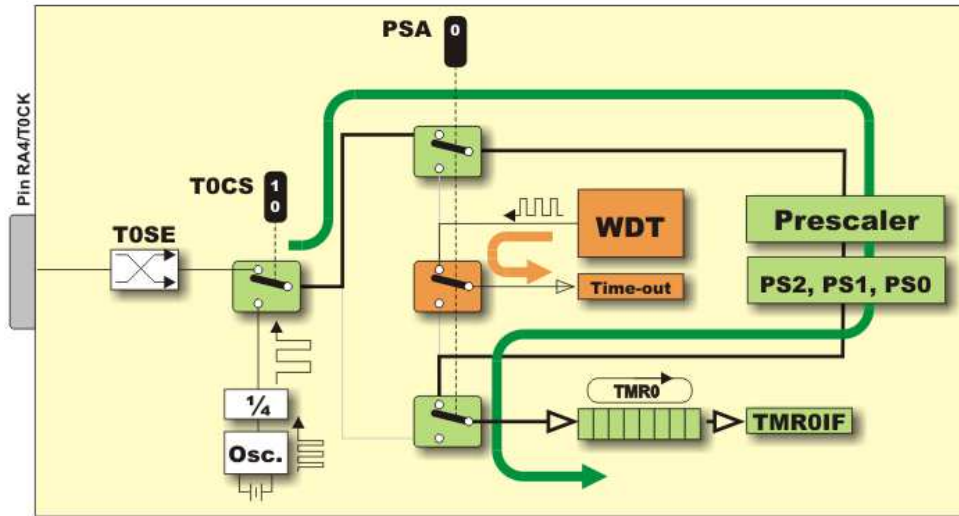 PSA
0
Pin RA4/T0CK
T0CS
1
0
T0SE
WDT
Prescaler
Time-out
PS2, PS1, PS0
¼
TMR0
TMR0IF
Osc.